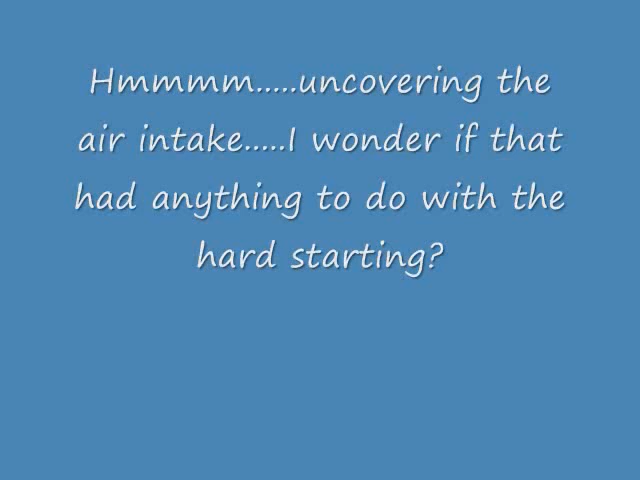 Hmmmm.....uncovering the
air intake.....I wonder if that
had anything to do with the
hard starting?